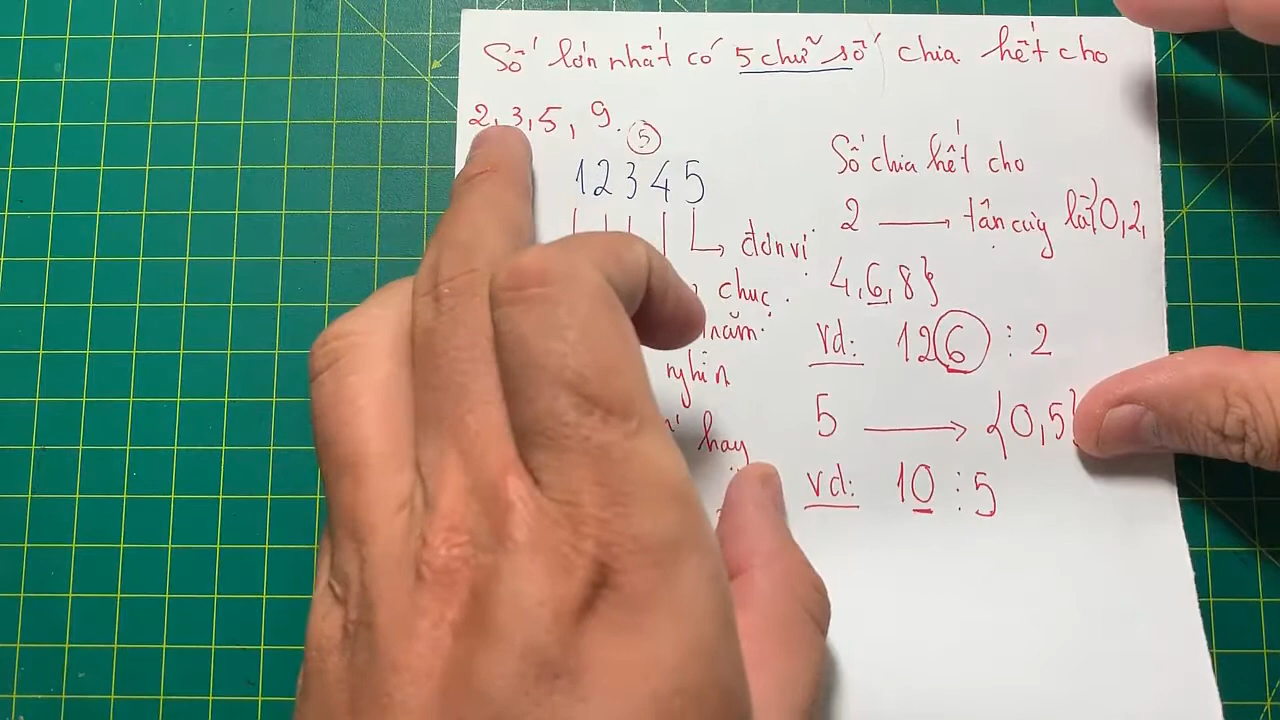 Số lớn nhất có 5 chữ số chia hết cho
2, 3, 5, 9.
5
12345
đơn vị
chục.
nghìn
hay
Số chia hết cho
2 → tận cùng là {0, 2,
4, 6, 8}
vd: 126 : 2
5 → {0, 5}
vd: 10 : 5